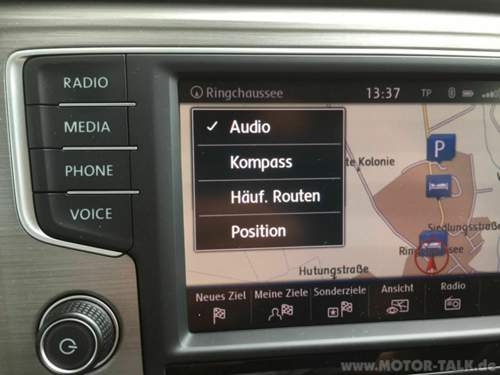 RADIO
MEDIA
PHONE
VOICE
Ringchaussee 13:37 TP
Audio
Kompass
Häuf. Routen
Position
te Kolonie
P
Siedlungsstraße
Hutungstraße
Neues Ziel Meine Ziele Sonderziele Ansicht Radio
www.MOTOR-TALK.de